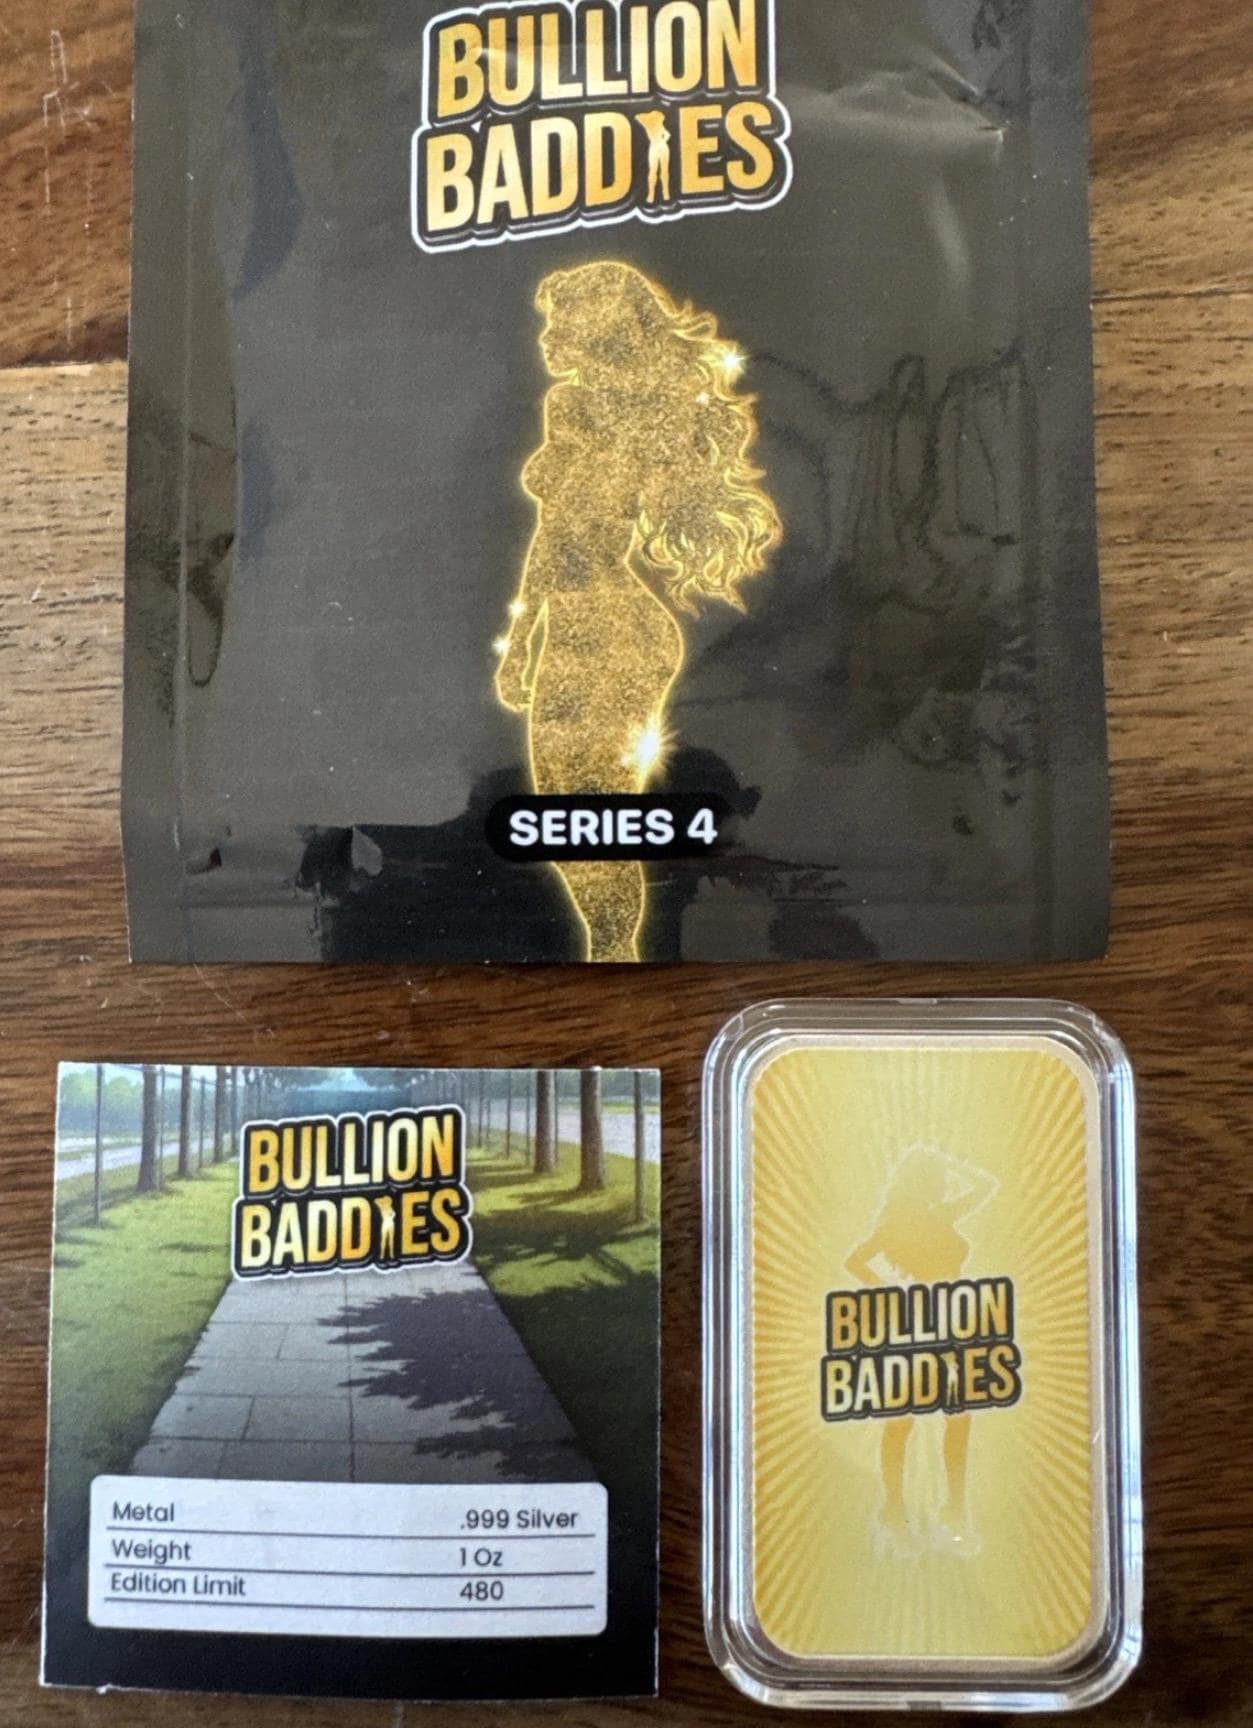 BULLION
BADDIES
SERIES 4
BULLION
BADDIES
Metal .999 Silver
Weight 1 Oz
Edition Limit 480
BULLION
BADDIES